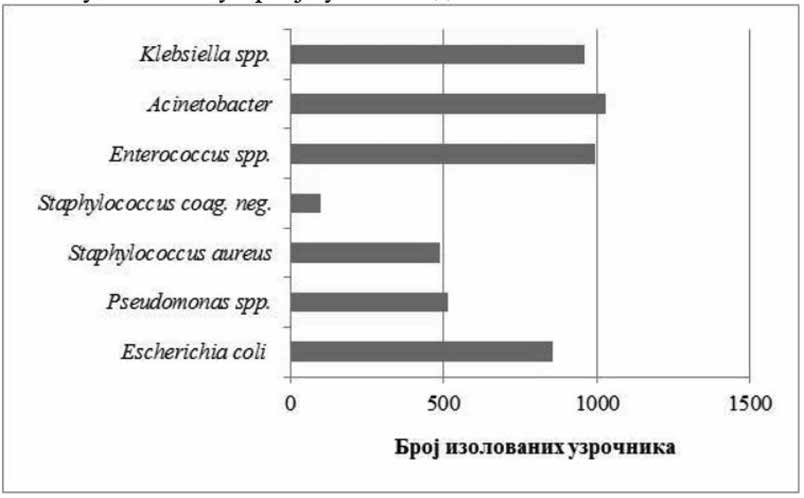 Klebsiella spp.
Acinetobacter
Enterococcus spp.
Staphylococcus coag. neg.
Staphylococcus aureus
Pseudomonas spp.
Escherichia coli
0 500 1000 1500
Број изолованих узрочника